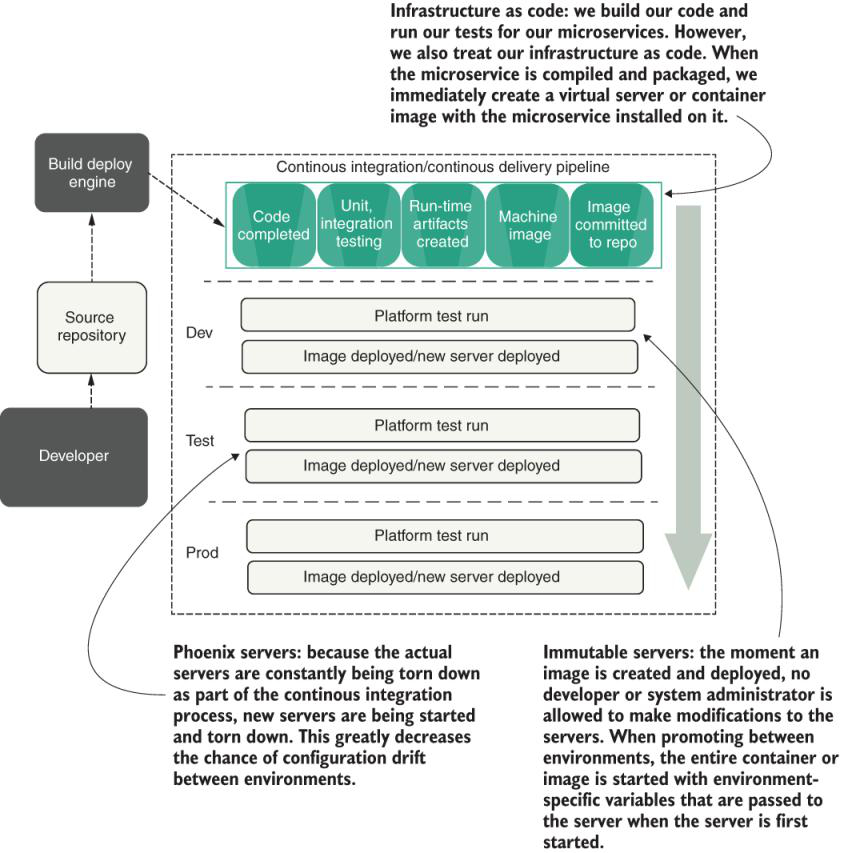 Infrastructure as code: we build our code and
run our tests for our microservices. However,
we also treat our infrastructure as code. When
the microservice is compiled and packaged, we
immediately create a virtual server or container
image with the microservice installed on it.
Build deploy
engine
Continous integration/continous delivery pipeline
Code
completed
Unit,
integration
testing
Run-time
artifacts
created
Machine
image
Image
committed
to repo
Source
repository
Dev
Platform test run
Image deployed/new server deployed
Developer
Test
Platform test run
Image deployed/new server deployed
Prod
Platform test run
Image deployed/new server deployed
Phoenix servers: because the actual
servers are constantly being torn down
as part of the continous integration
process, new servers are being started
and torn down. This greatly decreases
the chance of configuration drift
between environments.
Immutable servers: the moment an
image is created and deployed, no
developer or system administrator is
allowed to make modifications to the
servers. When promoting between
environments, the entire container or
image is started with environment-
specific variables that are passed to
the server when the server is first
started.